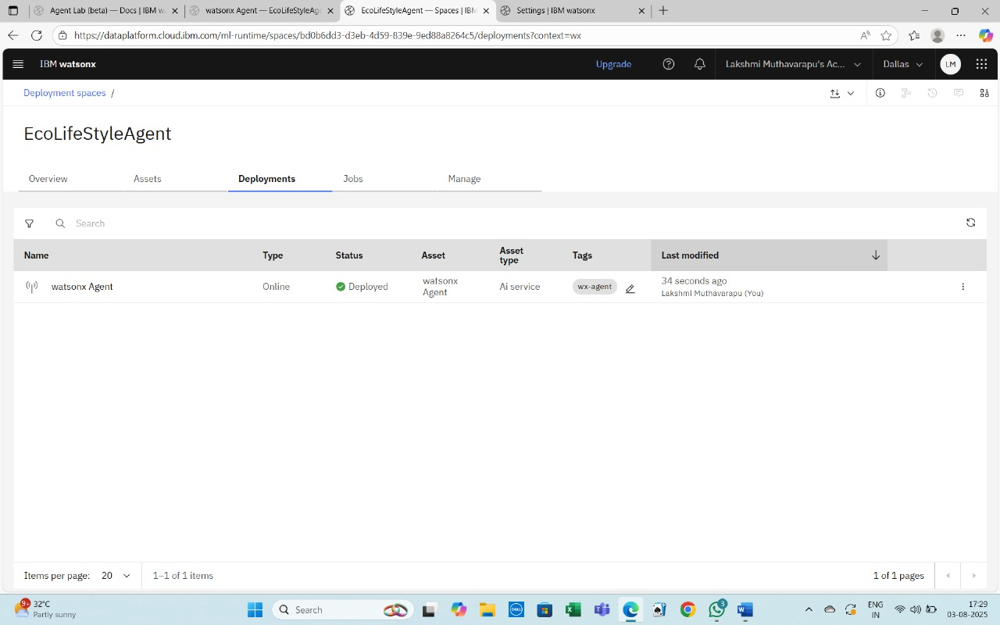 Agent Lab (beta) — Docs | IBM w
watsonx Agent — EcoLifeStyleAge
EcoLifeStyleAgent — Spaces | IBM
Settings | IBM watsonx
https://dataplatform.cloud.ibm.com/ml-runtime/spaces/bd0b6dd3-d3eb-4d59-839e-9ed88a8264c5/deployments?context=wx
IBM watsonx
Upgrade
Lakshmi Muthavarapu's Ac...
Dallas
LM
Deployment spaces /
EcoLifeStyleAgent
Overview
Assets
Deployments
Jobs
Manage
Search
Name
Type
Status
Asset
Asset type
Tags
Last modified
watsonx Agent
Online
Deployed
watsonx Agent
Ai service
wx-agent
34 seconds ago
Lakshmi Muthavarapu (You)
Items per page: 20
1–1 of 1 items
1 of 1 pages
9+
32°C
Partly sunny
Search
DELL
3
ENG
IN
17:29
03-08-2025